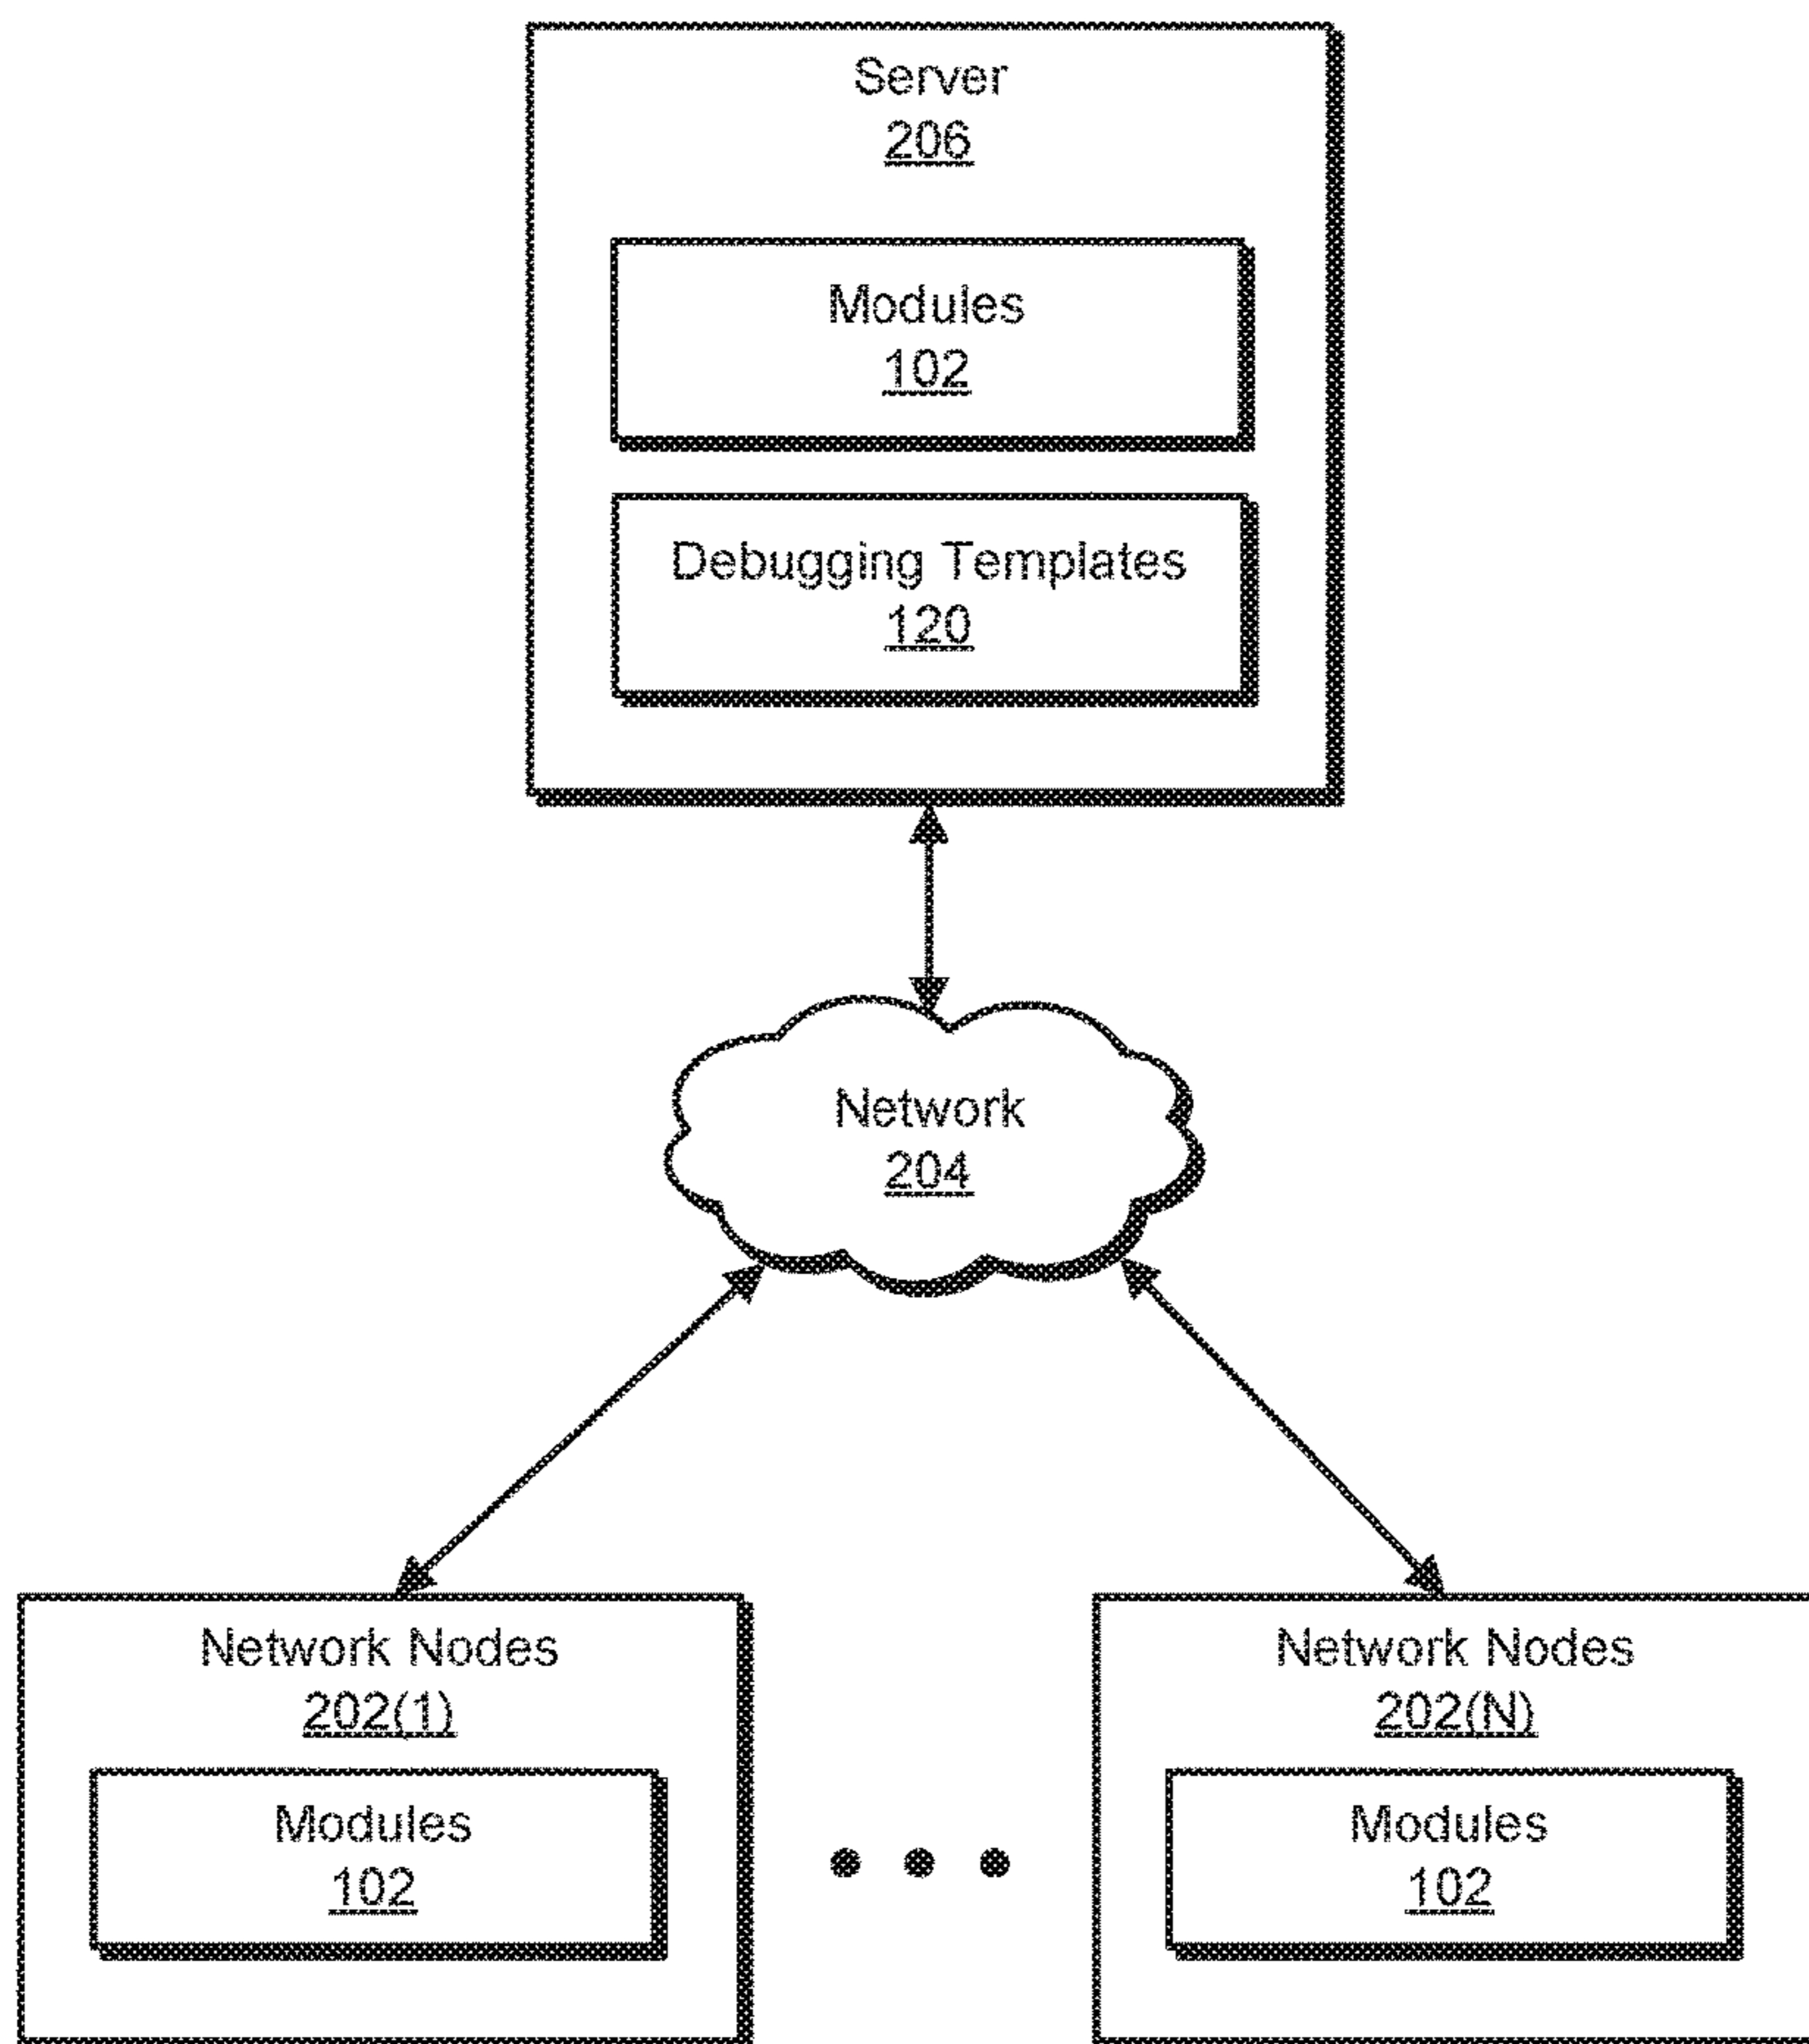 Server
206
Modules
102
Debugging Templates
120
Network
204
Network Nodes
202(1)
Modules
102
Network Nodes
202(N)
Modules
102